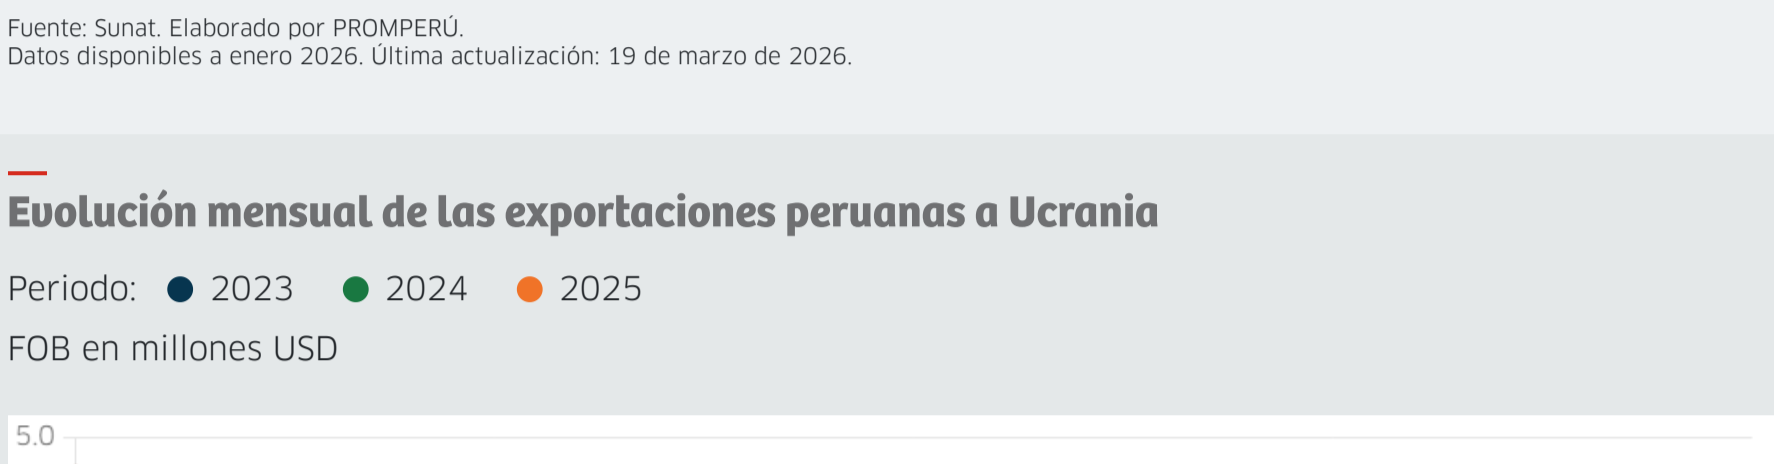 Fuente: Sunat. Elaborado por PROMPERÚ.
Datos disponibles a enero 2026. Última actualización: 19 de marzo de 2026.
Evolución mensual de las exportaciones peruanas a Ucrania
Periodo: 2023 2024 2025
FOB en millones USD
5.0